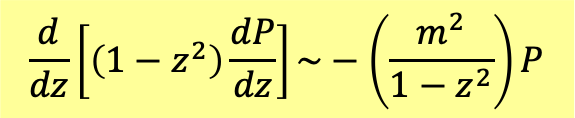 d/dz [(1 − z²) dP/dz] ~ − (m²/(1 − z²)) P